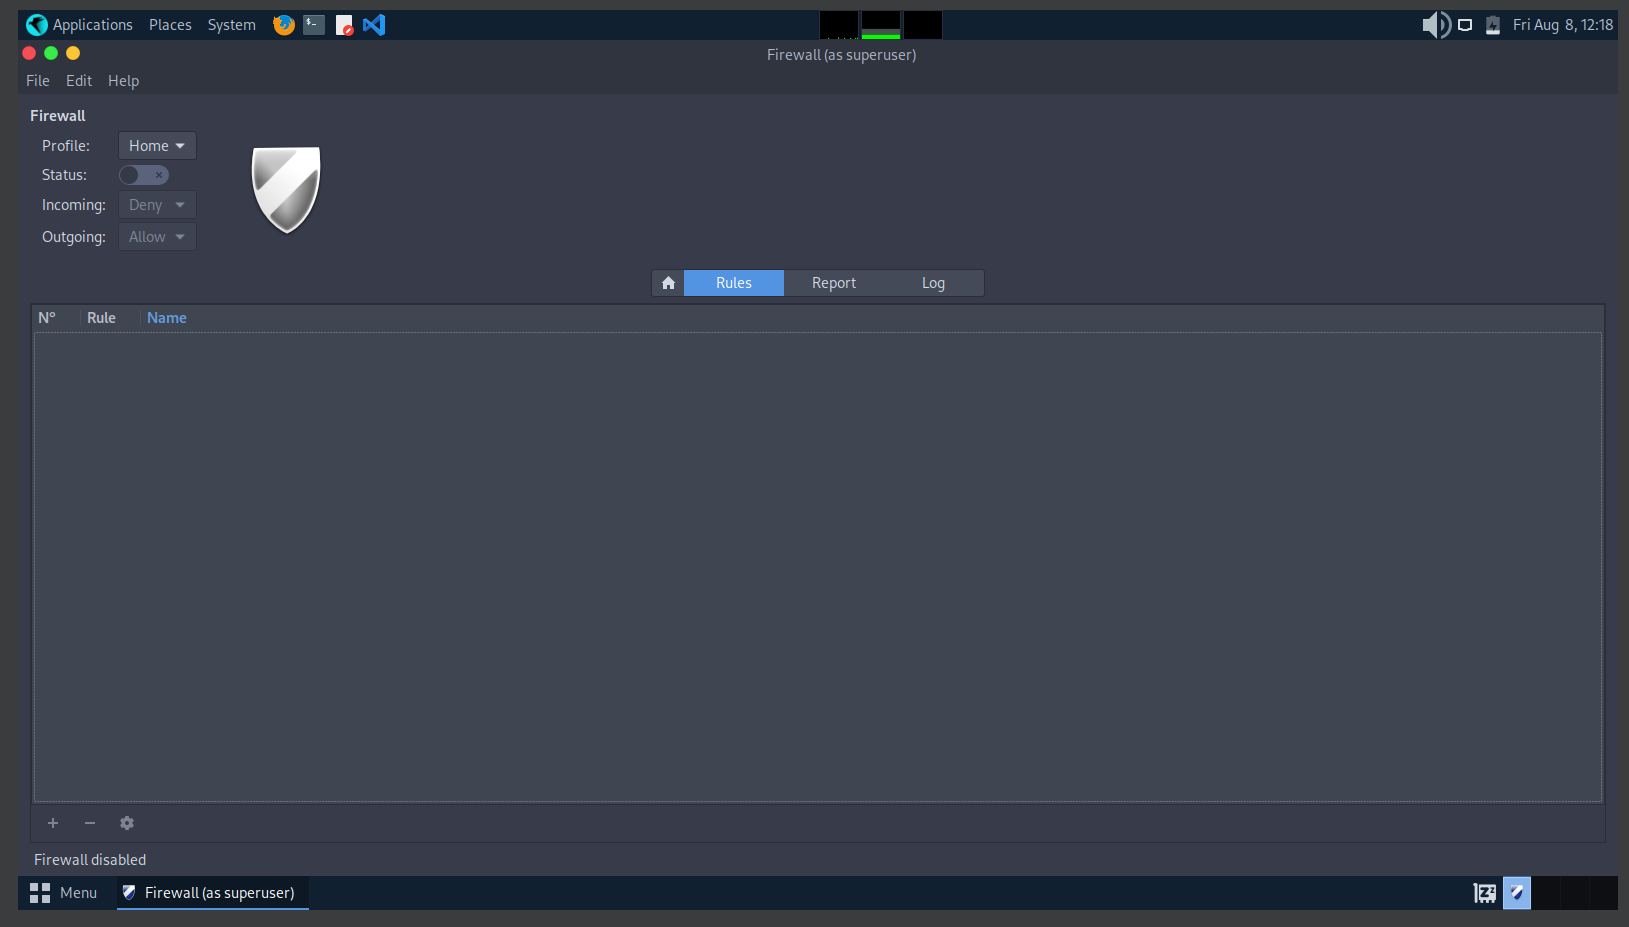 Applications Places System Fri Aug 8, 12:18
Firewall (as superuser)
File Edit Help
Firewall
Profile: Home
Status:
Incoming: Deny
Outgoing: Allow
Rules Report Log
Nº Rule Name
Firewall disabled
Menu Firewall (as superuser)